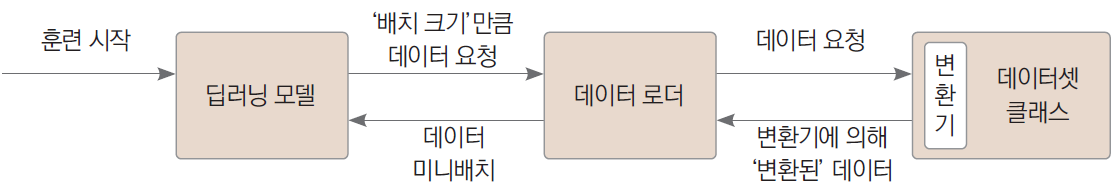 훈련 시작
딥러닝 모델
‘배치 크기’만큼
데이터 요청
데이터
미니배치
데이터 로더
데이터 요청
변환기에 의해
‘변환된’ 데이터
변
환
기
데이터셋
클래스